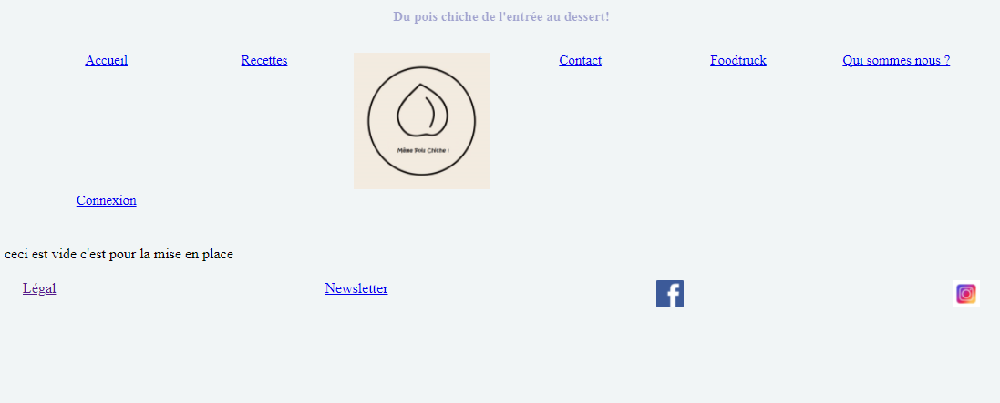 Du pois chiche de l'entrée au dessert!
Accueil
Recettes
Même Pois Chiche !
Contact
Foodtruck
Qui sommes nous ?
Connexion
ceci est vide c'est pour la mise en place
Légal
Newsletter